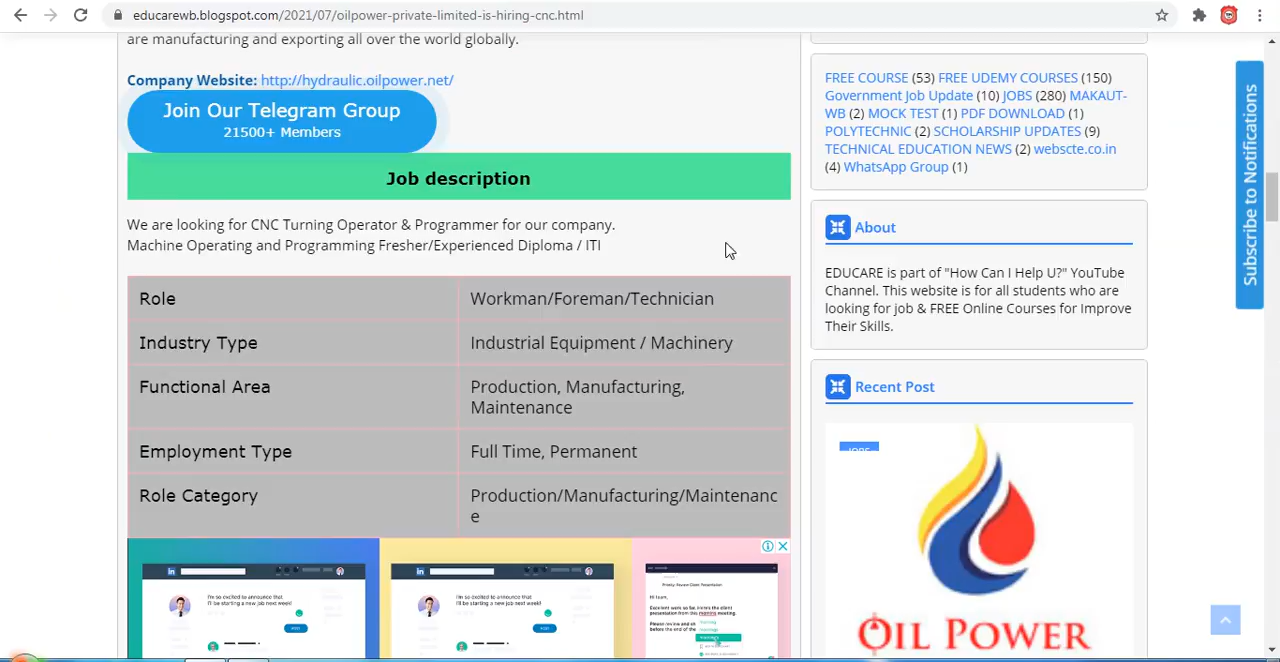 educarewb.blogspot.com/2021/07/oilpower-private-limited-is-hiring-cnc.html
are manufacturing and exporting all over the world globally.
Company Website: http://hydraulic.oilpower.net/
Join Our Telegram Group
21500+ Members
Job description
We are looking for CNC Turning Operator & Programmer for our company.
Machine Operating and Programming Fresher/Experienced Diploma / ITI
Role Workman/Foreman/Technician
Industry Type Industrial Equipment / Machinery
Functional Area Production, Manufacturing,
Maintenance
Employment Type Full Time, Permanent
Role Category Production/Manufacturing/Maintenanc
e
in
I'm so excited to announce that
I'll be starting a new job next week!
in
I'm so excited to announce that
I'll be starting a new job next week!
FREE COURSE (53) FREE UDEMY COURSES (150)
Government Job Update (10) JOBS (280) MAKAUT-
WB (2) MOCK TEST (1) PDF DOWNLOAD (1)
POLYTECHNIC (2) SCHOLARSHIP UPDATES (9)
TECHNICAL EDUCATION NEWS (2) webscte.co.in
(4) WhatsApp Group (1)
About
EDUCARE is part of "How Can I Help U?" YouTube
Channel. This website is for all students who are
looking for job & FREE Online Courses for Improve
Their Skills.
Recent Post
OIL POWER
Subscribe to Notifications